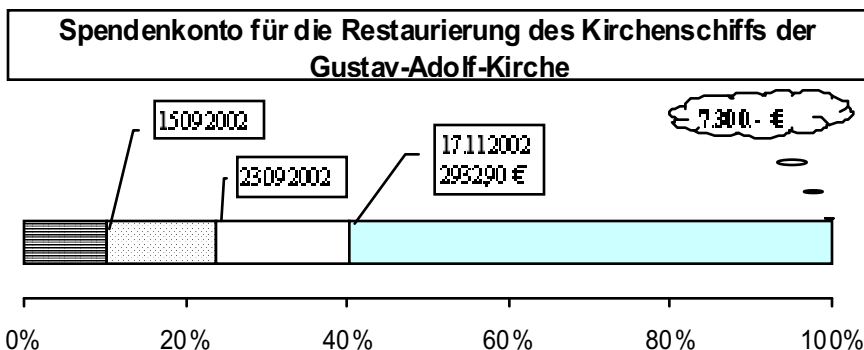 Spendenkonto für die Restaurierung des Kirchenschiffs der
Gustav-Adolf-Kirche
7.300.- €
15.09.2002
17.11.2002
2932,90 €
23.09.2002
0% 20% 40% 60% 80% 100%